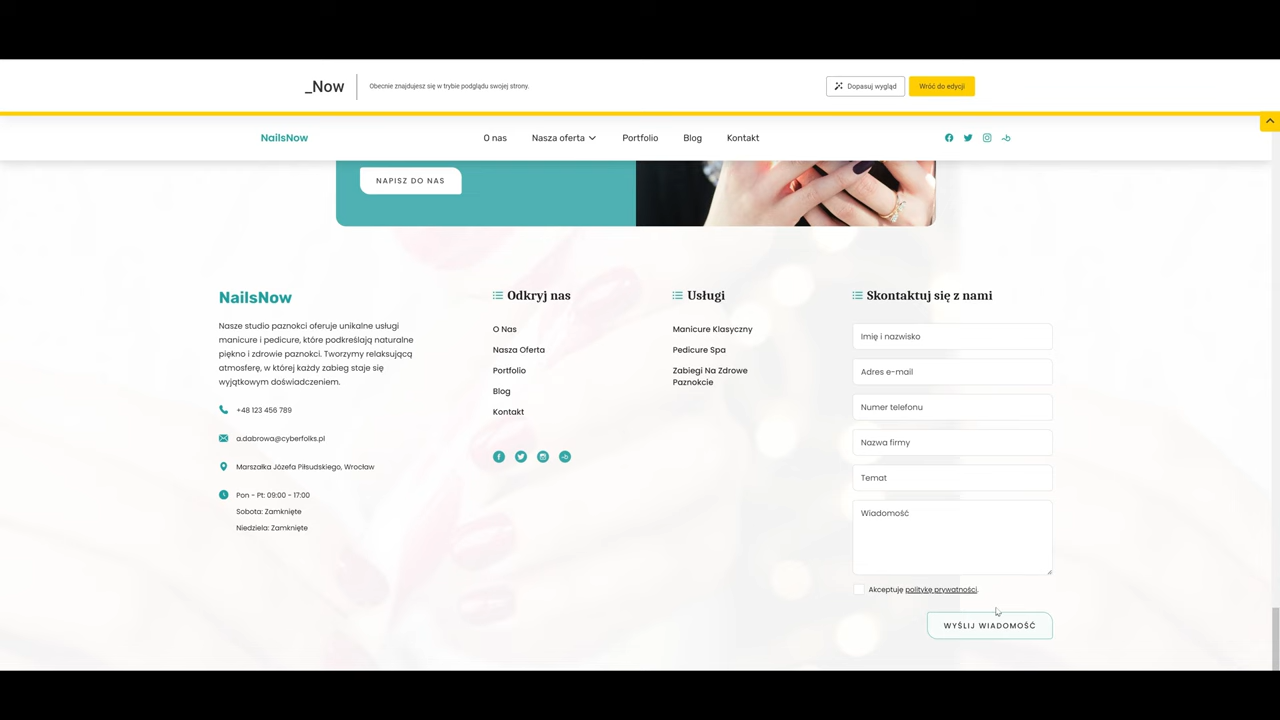 _Now
Obecnie znajdujesz się w trybie podglądu swojej strony.
Dopasuj wygląd
Wróć do edycji
NailsNow
O nas
Nasza oferta
Portfolio
Blog
Kontakt
NAPISZ DO NAS
NailsNow
Nasze studio paznokci oferuje unikalne usługi
manicure i pedicure, które podkreślają naturalne
piękno i zdrowie paznokci. Tworzymy relaksującą
atmosferę, w której każdy zabieg staje się
wyjątkowym doświadczeniem.
+48 123 456 789
a.dabrowa@cyberfolks.pl
Marszałka Józefa Piłsudskiego, Wrocław
Pon - Pt: 09:00 - 17:00
Sobota: Zamknięte
Niedziela: Zamknięte
Odkryj nas
O Nas
Nasza Oferta
Portfolio
Blog
Kontakt
Usługi
Manicure Klasyczny
Pedicure Spa
Zabiegi Na Zdrowe
Paznokcie
Skontaktuj się z nami
Imię i nazwisko
Adres e-mail
Numer telefonu
Nazwa firmy
Temat
Wiadomość
Akceptuję politykę prywatności.
WYŚLIJ WIADOMOŚĆ